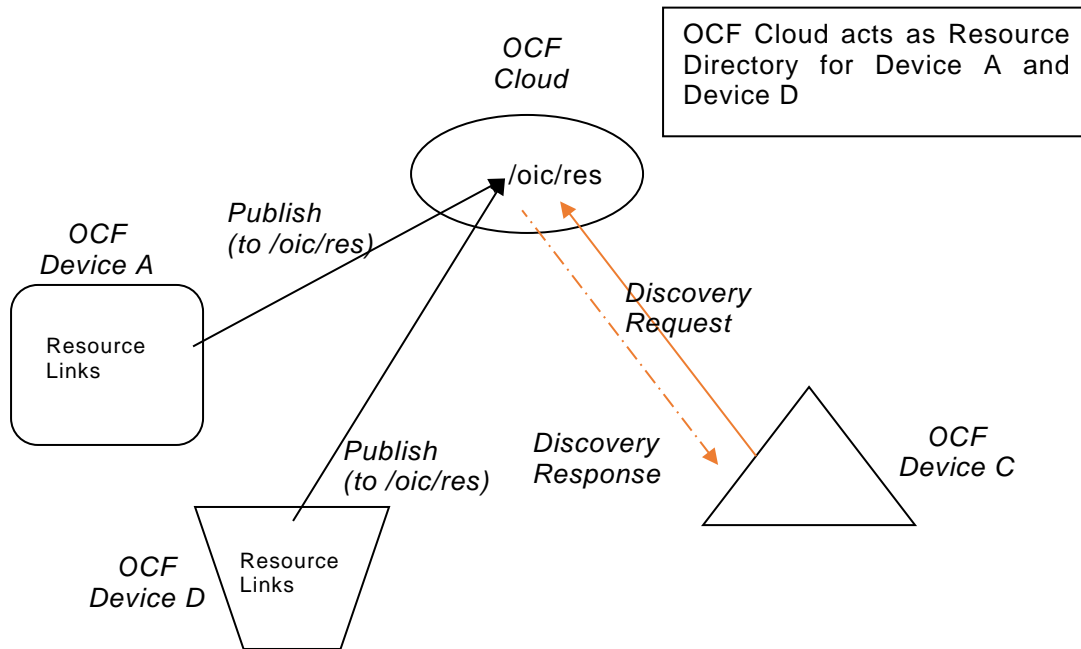 OCF
Cloud
OCF Cloud acts as Resource
Directory for Device A and
Device D
/oic/res
Publish
(to /oic/res)
OCF
Device A
Resource
Links
Discovery
Request
Publish
(to /oic/res)
Discovery
Response
OCF
Device C
OCF
Device D
Resource
Links